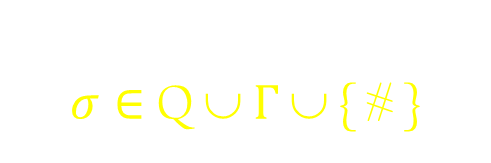 σ ∈ Q ∪ Γ ∪ { # }